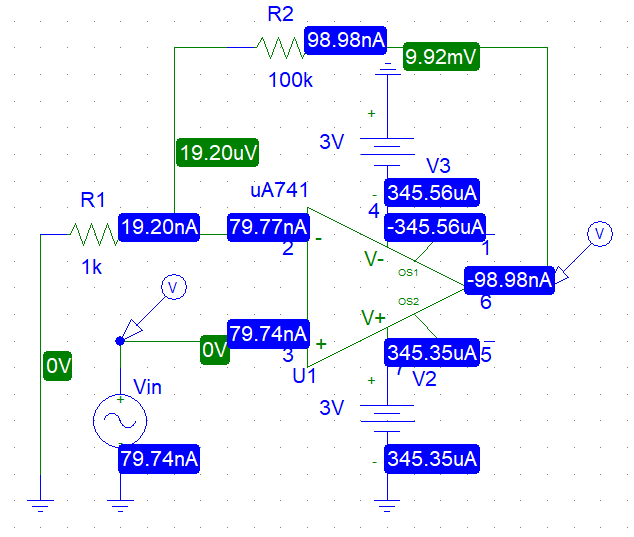 R2
98.98nA
9.92mV
100k
+
3V
19.20uV
V3
-
345.56uA
uA741
R1
4
19.20nA
79.77nA
-345.56uA
2
-
1
V
1k
V-
OS1
-98.98nA
V
OS2
6
V+
79.74nA
0V
3
+
345.35uA
5
7
0V
U1
V2
Vin
+
+
3V
-
79.74nA
-
345.35uA